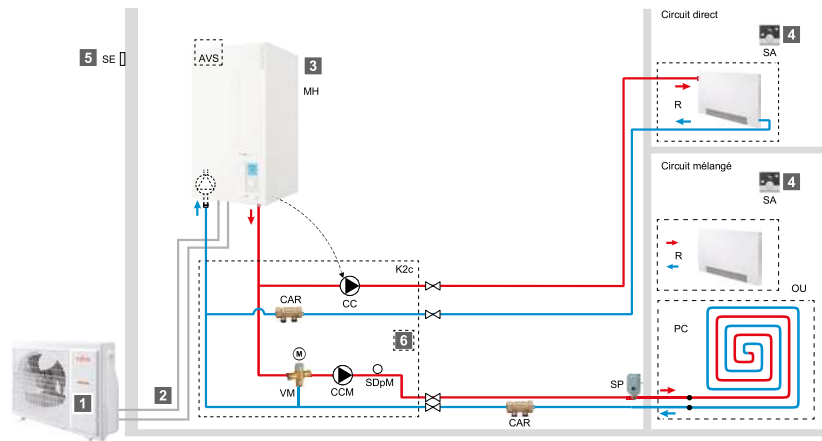 Circuit direct
4
SA
R
5 SE
AVS
3
MH
Circuit mélangé
4
SA
R
OU
PC
K2c
CC
CAR
6
M
SDpM
VM
CCM
SP
CAR
1
2